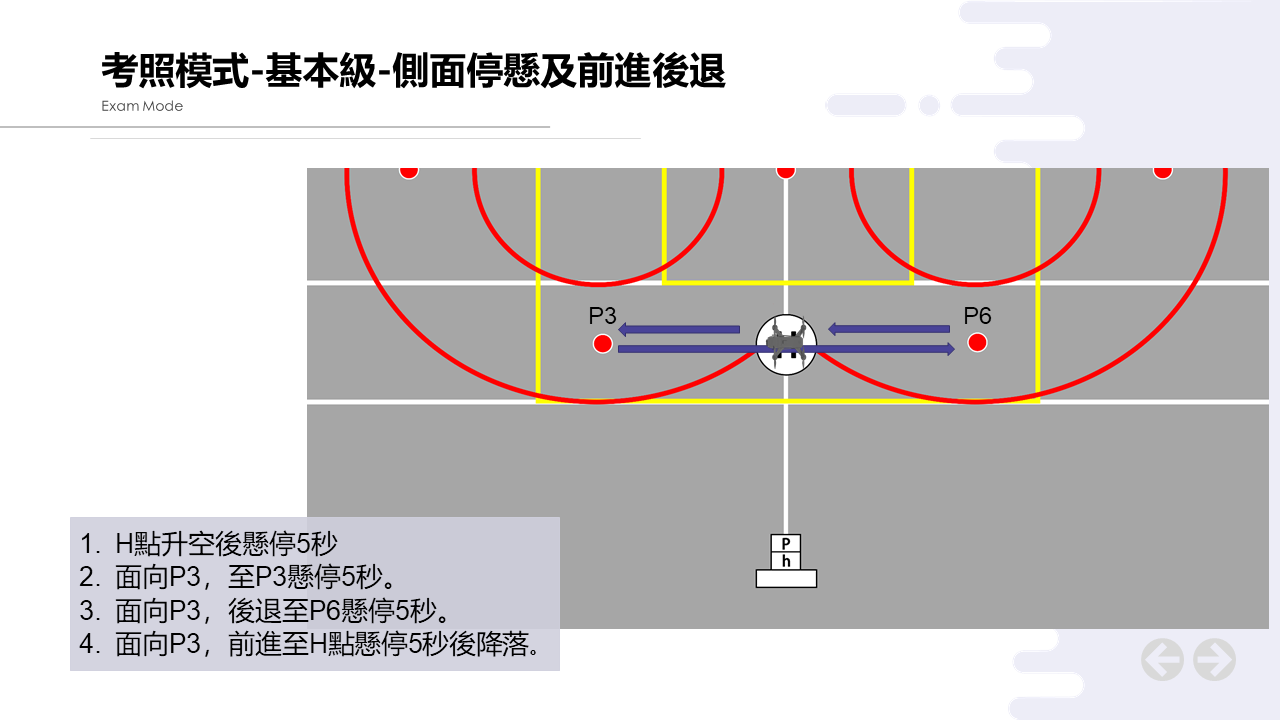 考照模式-基本級-側面停懸及前進後退
Exam Mode
P3
P6
P
h
1. H點升空後懸停5秒
2. 面向P3，至P3懸停5秒。
3. 面向P3，後退至P6懸停5秒。
4. 面向P3，前進至H點懸停5秒後降落。